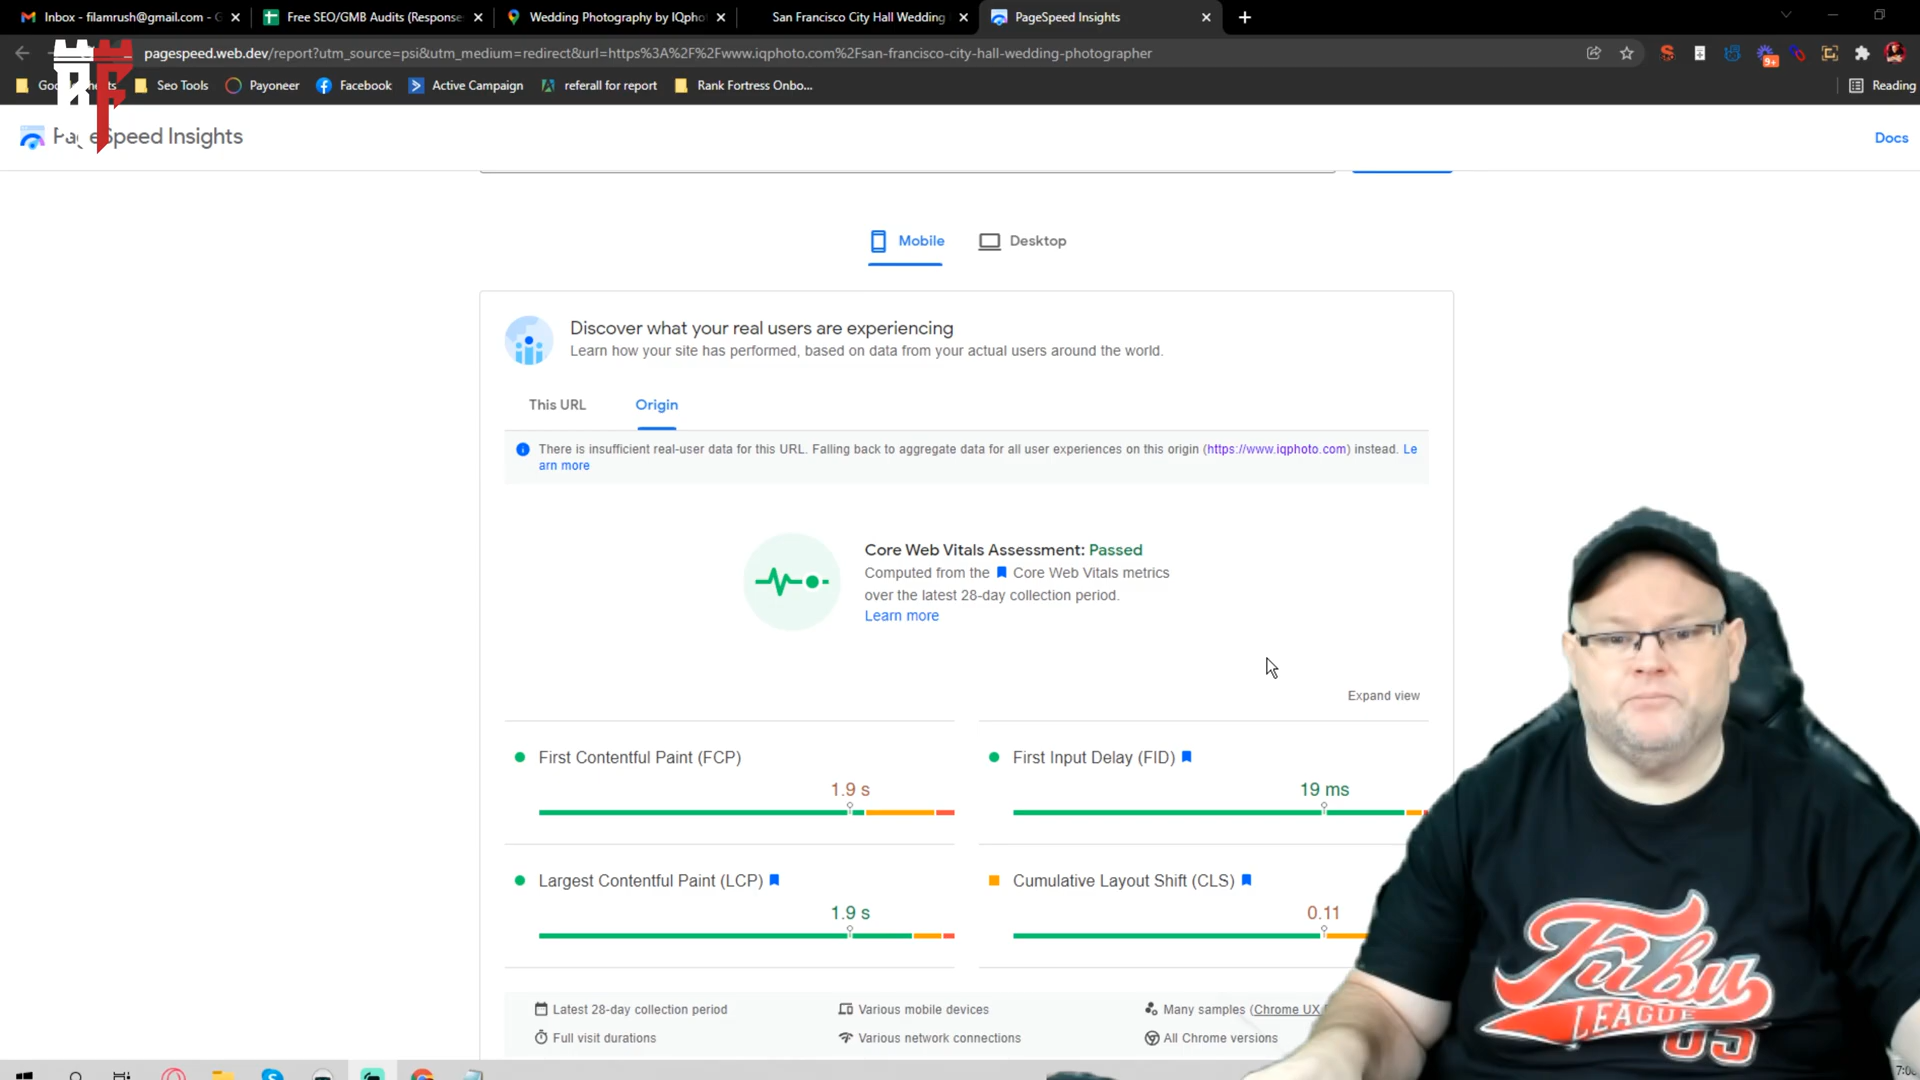 Inbox - filamrush@gmail.com - G
Free SEO/GMB Audits (Response
Wedding Photography by IQpho
San Francisco City Hall Wedding
PageSpeed Insights
pagespeed.web.dev/report?utm_source=psi&utm_medium=redirect&url=https%3A%2F%2Fwww.iqphoto.com%2Fsan-francisco-city-hall-wedding-photographer
9+
Seo Tools
Payoneer
Facebook
Active Campaign
referall for report
Rank Fortress Onbo...
Reading
PageSpeed Insights
Docs
Mobile
Desktop
Discover what your real users are experiencing
Learn how your site has performed, based on data from your actual users around the world.
This URL
Origin
There is insufficient real-user data for this URL. Falling back to aggregate data for all user experiences on this origin (https://www.iqphoto.com) instead. Le
arn more
Core Web Vitals Assessment: Passed
Computed from the Core Web Vitals metrics
over the latest 28-day collection period.
Learn more
Expand view
First Contentful Paint (FCP)
1.9 s
First Input Delay (FID)
19 ms
Largest Contentful Paint (LCP)
1.9 s
Cumulative Layout Shift (CLS)
0.11
Latest 28-day collection period
Various mobile devices
Many samples (Chrome UX
Full visit durations
Various network connections
All Chrome versions
Fubu
LEAGUE
05